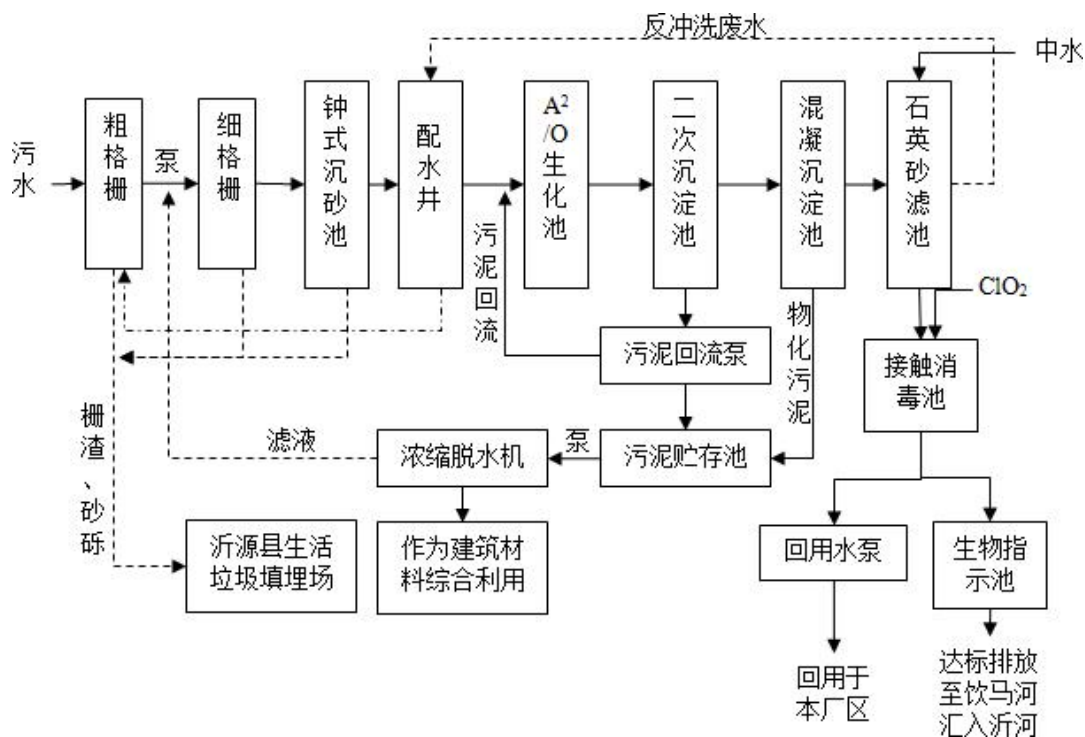 反冲洗废水
中水
污水
粗格栅
泵
细格栅
钟式沉砂池
配水井
A²/O生化池
二次沉淀池
混凝沉淀池
石英砂滤池
污泥回流
物化污泥
ClO₂
污泥回流泵
接触消
毒池
栅渣、砂砾
滤液
浓缩脱水机
泵
污泥贮存池
沂源县生活
垃圾填埋场
作为建筑材
料综合利用
回用水泵
生物指
示池
回用于
本厂区
达标排放
至饮马河
汇入沂河